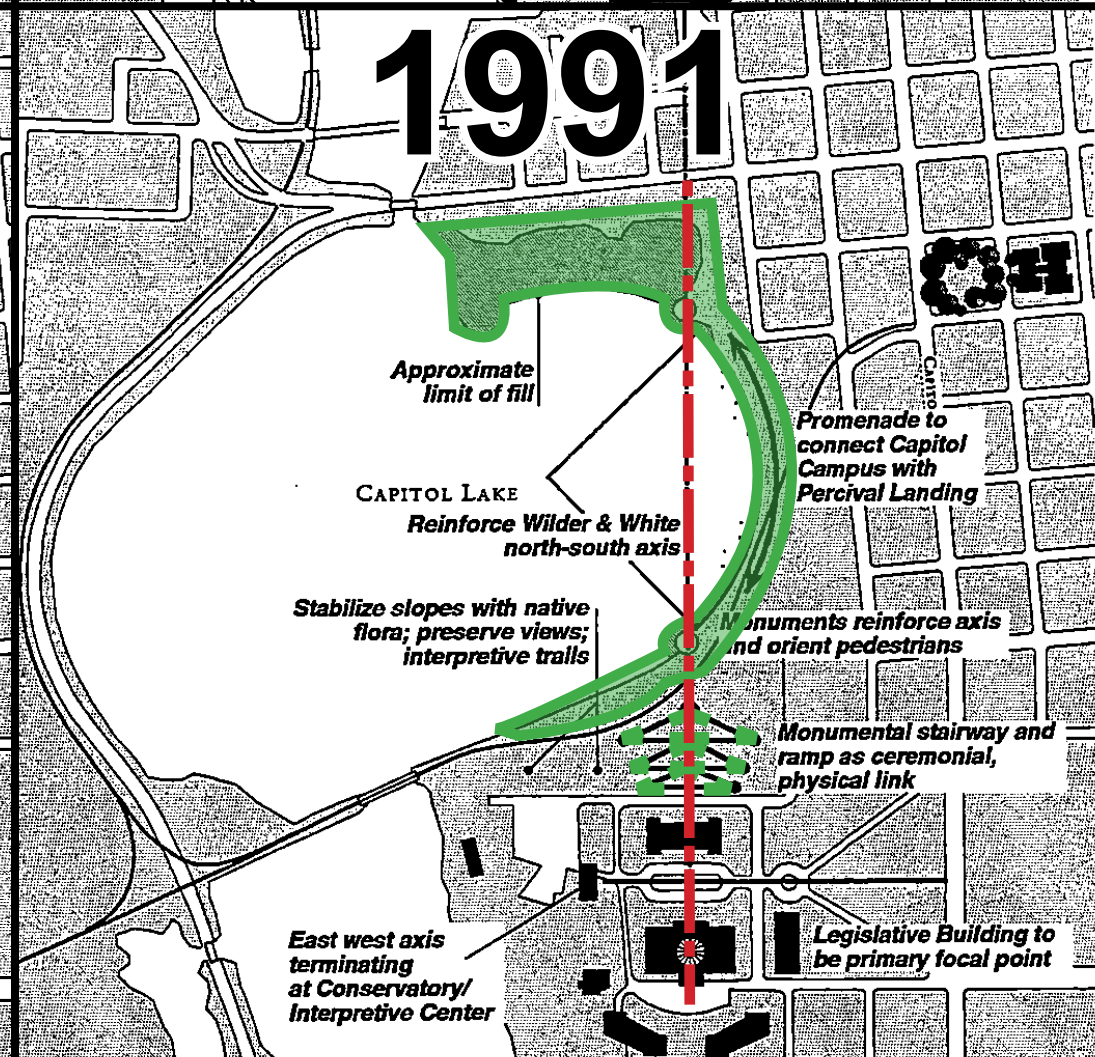 1991
CAPITO
Approximate
limit of fill
Promenade to
connect Capitol
Campus with
Percival Landing
CAPITOL LAKE
Reinforce Wilder & White
north-south axis
Stabilize slopes with native
flora; preserve views;
interpretive trails
Monuments reinforce axis
and orient pedestrians
Monumental stairway and
ramp as ceremonial,
physical link
East west axis
terminating
at Conservatory/
Interpretive Center
Legislative Building to
be primary focal point